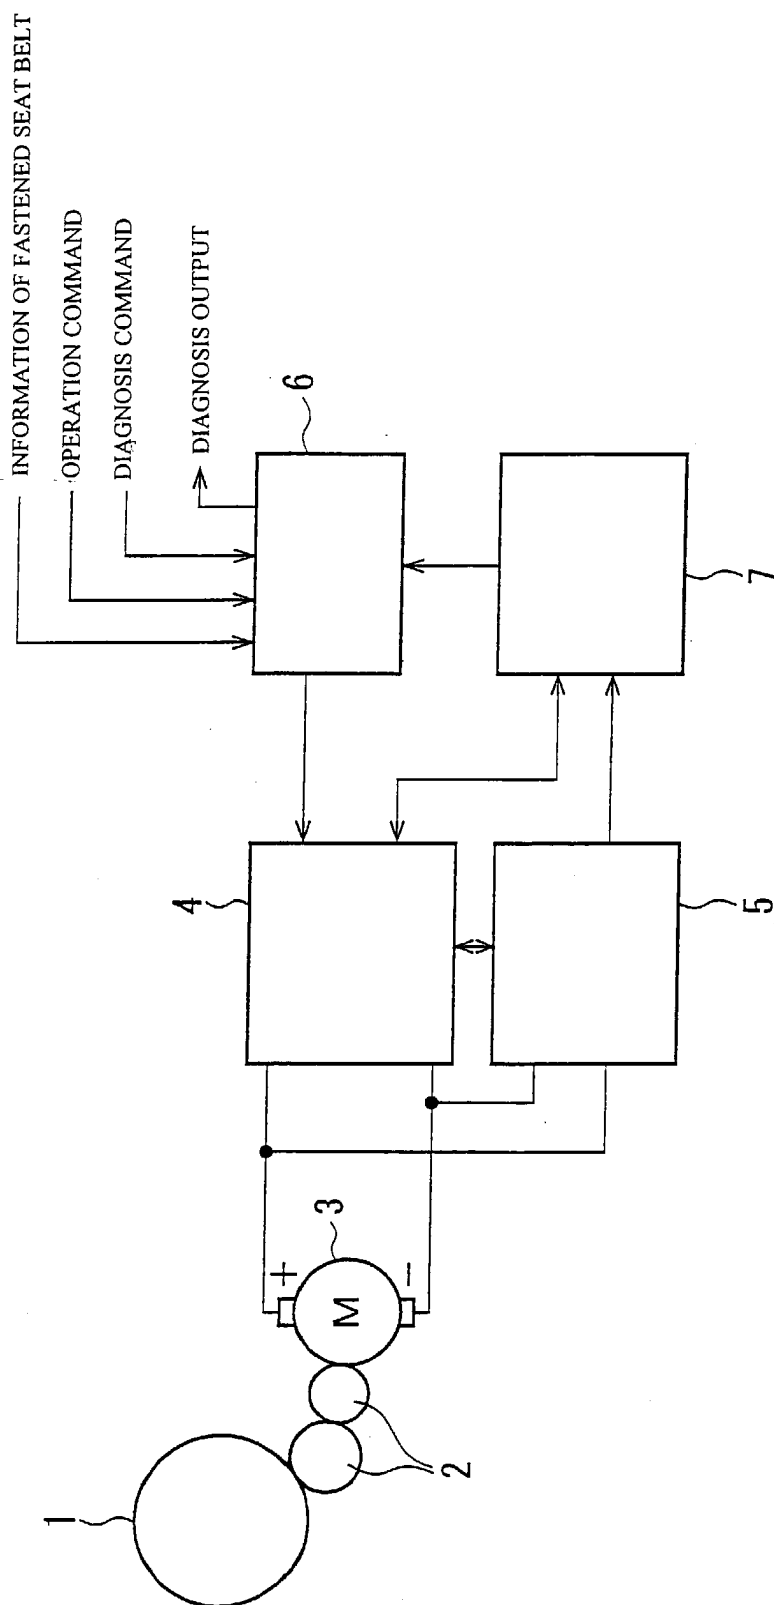 INFORMATION OF FASTENED SEAT BELT
OPERATION COMMAND
DIAGNOSIS COMMAND
DIAGNOSIS OUTPUT
6
7
4
5
3
+
M
−
2
1